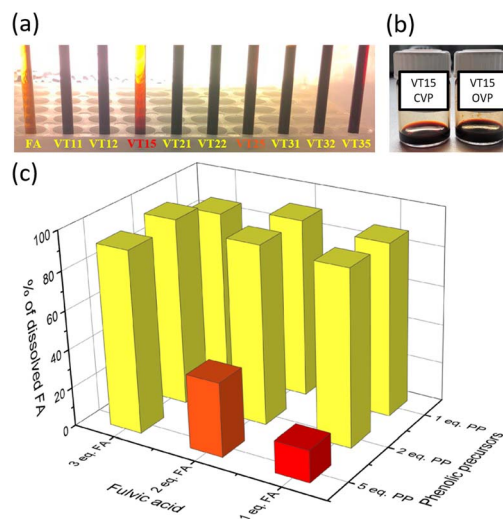 (a)
(b)
FA VT11 VT12 VT15 VT21 VT22 VT25 VT31 VT32 VT35
VT15
CVP
VT15
OVP
(c)
% of dissolved FA
100
80
60
40
20
0
3 eq. FA
2 eq. FA
1 eq. FA
Fulvic acid
1 eq. PP
2 eq. PP
5 eq. PP
Phenolic precursors